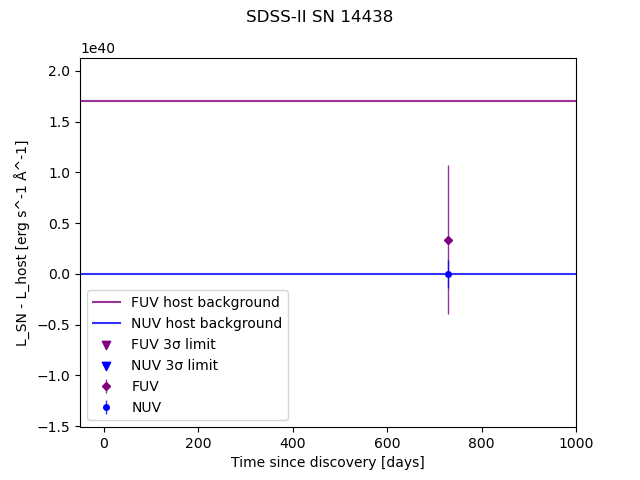 SDSS-II SN 14438
1e40
2.0
1.5
1.0
0.5
0.0
−0.5
−1.0
−1.5
L_SN - L_host [erg s^-1 Å^-1]
FUV host background
NUV host background
FUV 3σ limit
NUV 3σ limit
FUV
NUV
0 200 400 600 800 1000
Time since discovery [days]